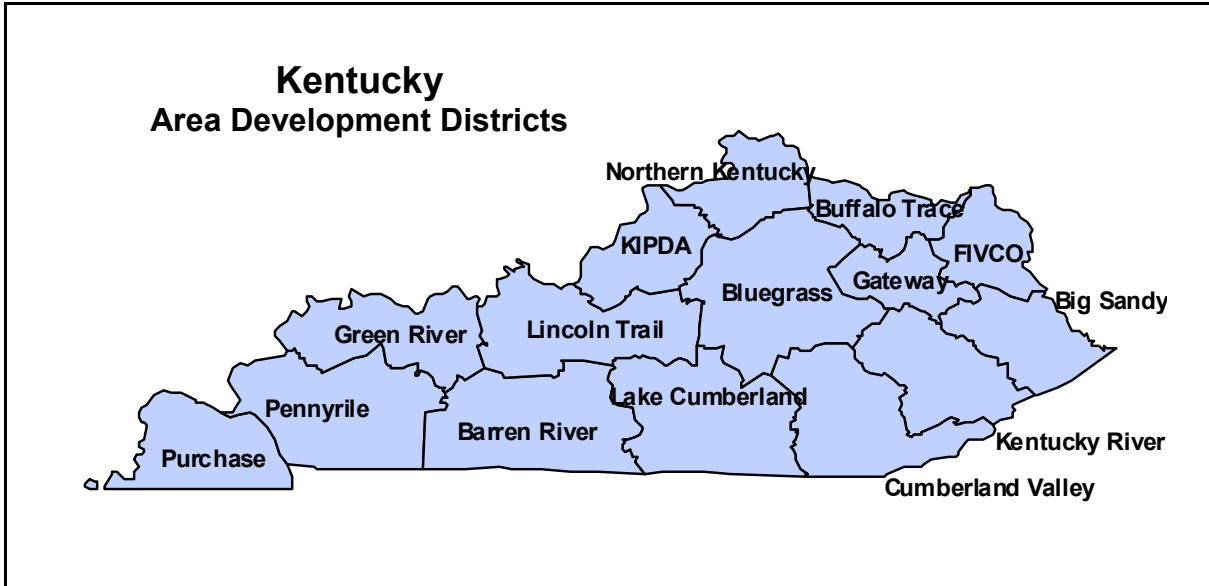 Kentucky
Area Development Districts
Northern Kentucky
Buffalo Trace
KIPDA
FIVCO
Gateway
Bluegrass
Big Sandy
Lincoln Trail
Green River
Lake Cumberland
Pennyrile
Barren River
Kentucky River
Purchase
Cumberland Valley